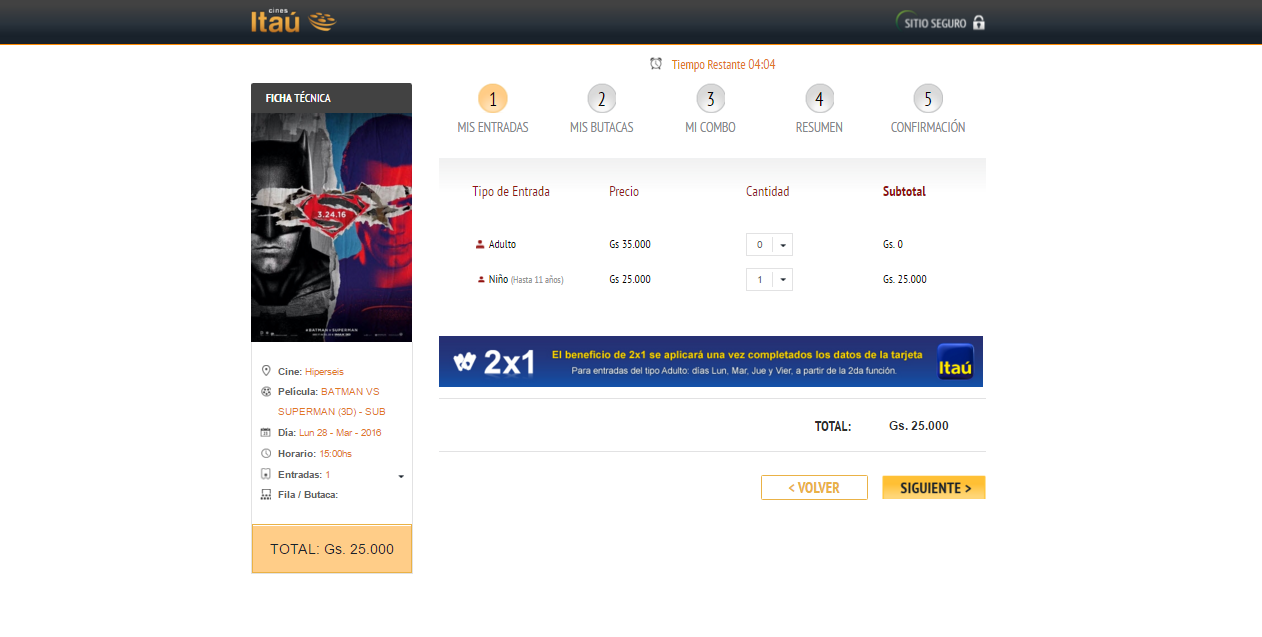 cines
Itaú
SITIO SEGURO
Tiempo Restante 04:04
FICHA TÉCNICA
1 2 3 4 5
MIS ENTRADAS MIS BUTACAS MI COMBO RESUMEN CONFIRMACIÓN
3.24.16
Tipo de Entrada Precio Cantidad Subtotal
Adulto Gs 35.000 0 Gs. 0
Niño (Hasta 11 años) Gs 25.000 1 Gs. 25.000
2x1
El beneficio de 2x1 se aplicará una vez completados los datos de la tarjeta
Para entradas del tipo Adulto: días Lun, Mar, Jue y Vier, a partir de la 2da función.
Itaú
Cine: Hiperseis
Película: BATMAN VS
SUPERMAN (3D) - SUB
Día: Lun 28 - Mar - 2016
Horario: 15:00hs
Entradas: 1
Fila / Butaca:
TOTAL: Gs. 25.000
TOTAL: Gs. 25.000
< VOLVER SIGUIENTE >